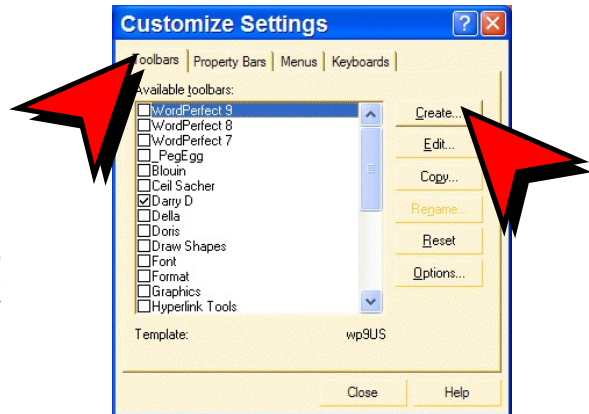 Customize Settings
Toolbars Property Bars Menus Keyboards
Available toolbars:
WordPerfect 9
WordPerfect 8
WordPerfect 7
_PegEgg
Blouin
Ceil Sacher
Darry D
Della
Doris
Draw Shapes
Font
Format
Graphics
Hyperlink Tools
Create...
Edit...
Copy...
Rename...
Reset
Options...
Template: wp9US
Close Help